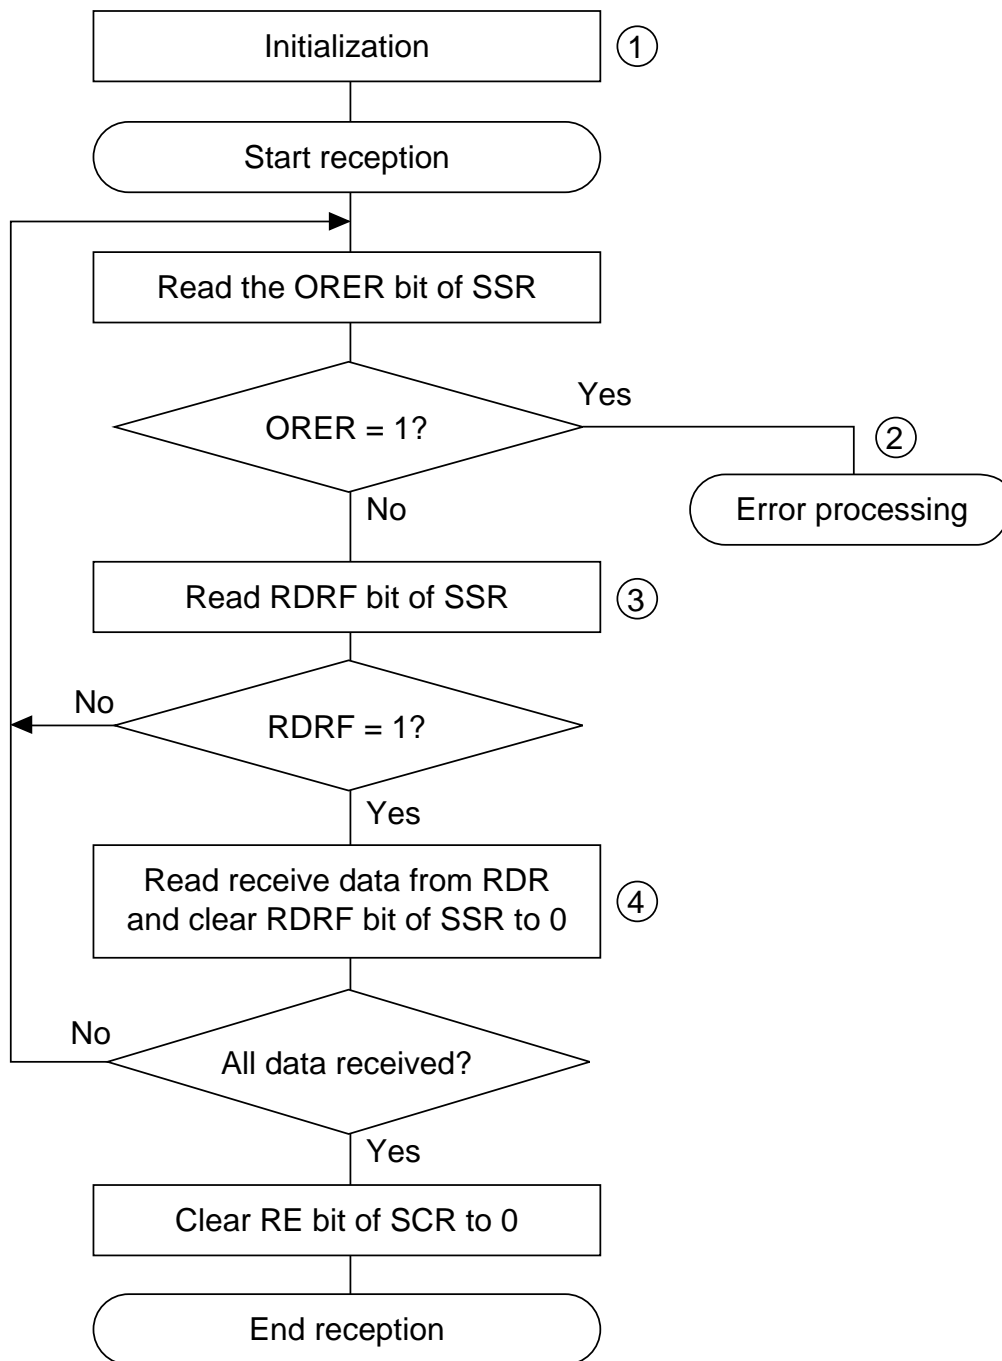 Initialization
1
Start reception
Read the ORER bit of SSR
ORER = 1?
Yes
2
Error processing
No
Read RDRF bit of SSR
3
No
RDRF = 1?
Yes
Read receive data from RDR
and clear RDRF bit of SSR to 0
4
No
All data received?
Yes
Clear RE bit of SCR to 0
End reception